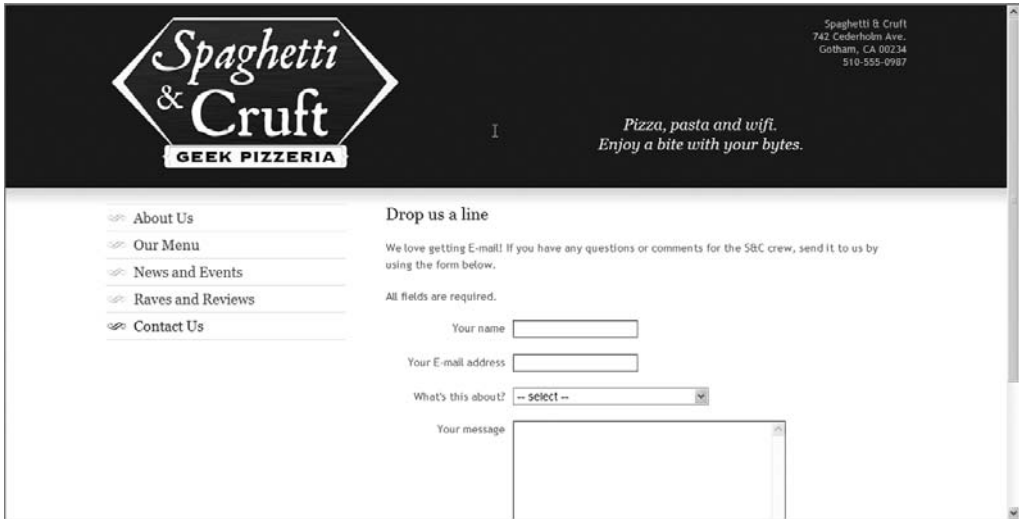 Spaghetti
& Cruft
GEEK PIZZERIA
Spaghetti & Cruft
742 Cederholm Ave.
Gotham, CA 00234
510-555-0987
Pizza, pasta and wifi.
Enjoy a bite with your bytes.
About Us
Our Menu
News and Events
Raves and Reviews
Contact Us
Drop us a line
We love getting E-mail! If you have any questions or comments for the S&C crew, send it to us by
using the form below.
All fields are required.
Your name
Your E-mail address
What's this about? -- select --
Your message